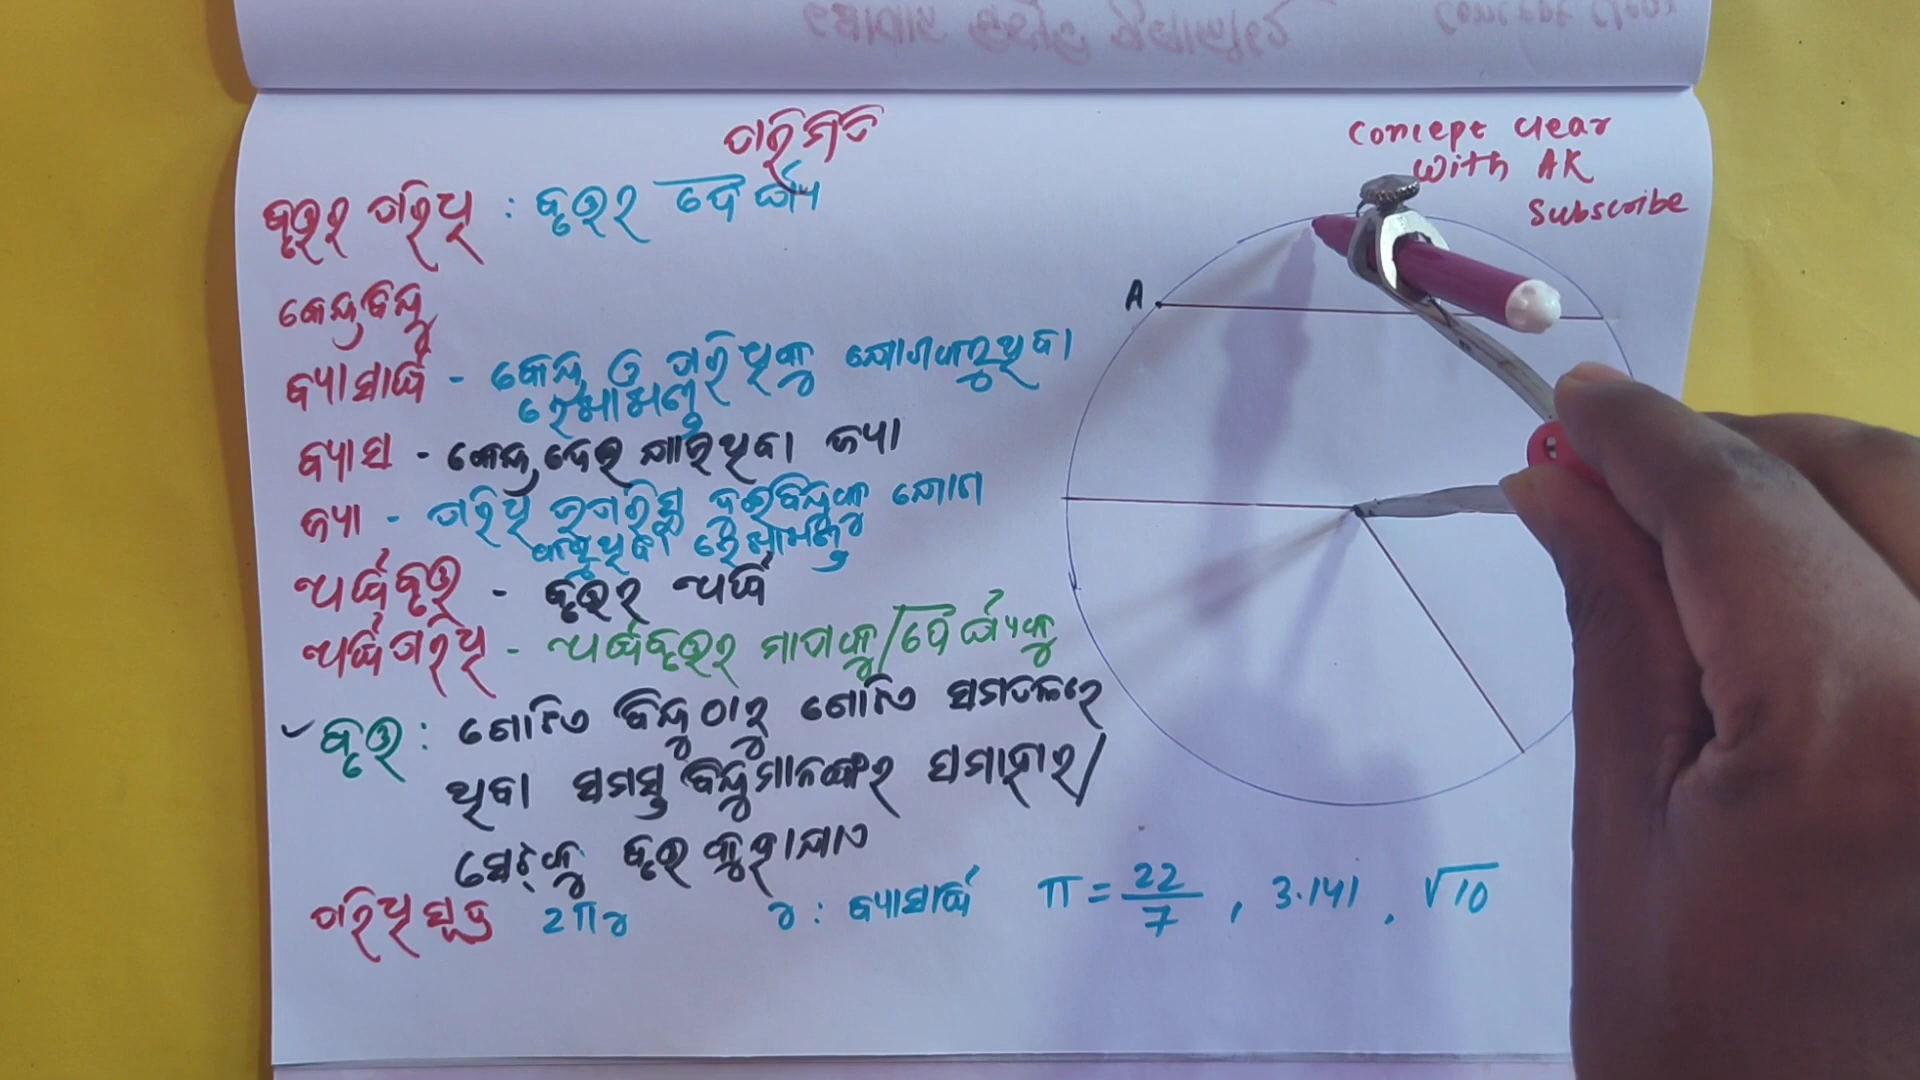 ପରିମିତି
Concept clear
with AK
Subscribe
ବୃତ୍ତର ପରିଧି : ବୃତ୍ତର ଦୈର୍ଘ୍ୟ
A
କେନ୍ଦ୍ରବିନ୍ଦୁ
ବ୍ୟାସାର୍ଦ୍ଧ - କେନ୍ଦ୍ର ଓ ପରିଧିକୁ ଯୋଗକରୁଥିବା
ରେଖାଖଣ୍ଡ
ବ୍ୟାସ - କେନ୍ଦ୍ର ଦେଇ ଯାଇଥିବା ଜ୍ୟା
ଜ୍ୟା - ପରିଧି ଉପରିସ୍ଥ ଦୁଇବିନ୍ଦୁକୁ ଯୋଗ
କରୁଥିବା ରେଖାଖଣ୍ଡ
ଅର୍ଦ୍ଧବୃତ୍ତ - ବୃତ୍ତର ଅର୍ଦ୍ଧ
ଅର୍ଦ୍ଧପରିଧି - ଅର୍ଦ୍ଧବୃତ୍ତର ମାପକୁ/ଦୈର୍ଘ୍ୟକୁ
ବୃତ୍ତ : ଗୋଟିଏ ବିନ୍ଦୁଠାରୁ ଗୋଟିଏ ସମତଳରେ
ଥିବା ସମସ୍ତ ବିନ୍ଦୁମାନଙ୍କର ସମାହାର/
ସେଟ୍‌କୁ ବୃତ୍ତ କୁହାଯାଏ
ପରିଧି ସୂତ୍ର 2πr r : ବ୍ୟାସାର୍ଦ୍ଧ π = 22/7 , 3.141 , √10